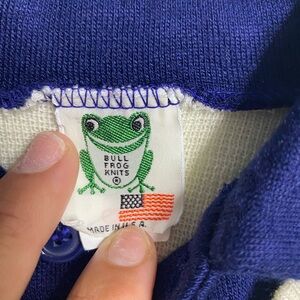 BULL
FROG
KNITS
®
MADE IN U.S.A.